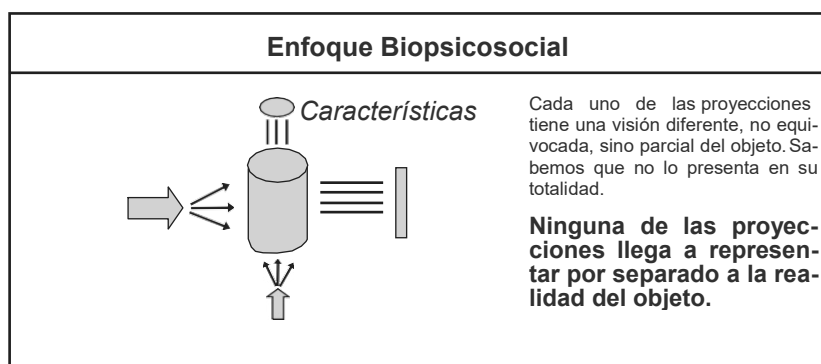 Enfoque Biopsicosocial
Características
Cada uno de las proyecciones
tiene una visión diferente, no equi-
vocada, sino parcial del objeto. Sa-
bemos que no lo presenta en su
totalidad.
Ninguna de las proyec-
ciones llega a represen-
tar por separado a la rea-
lidad del objeto.